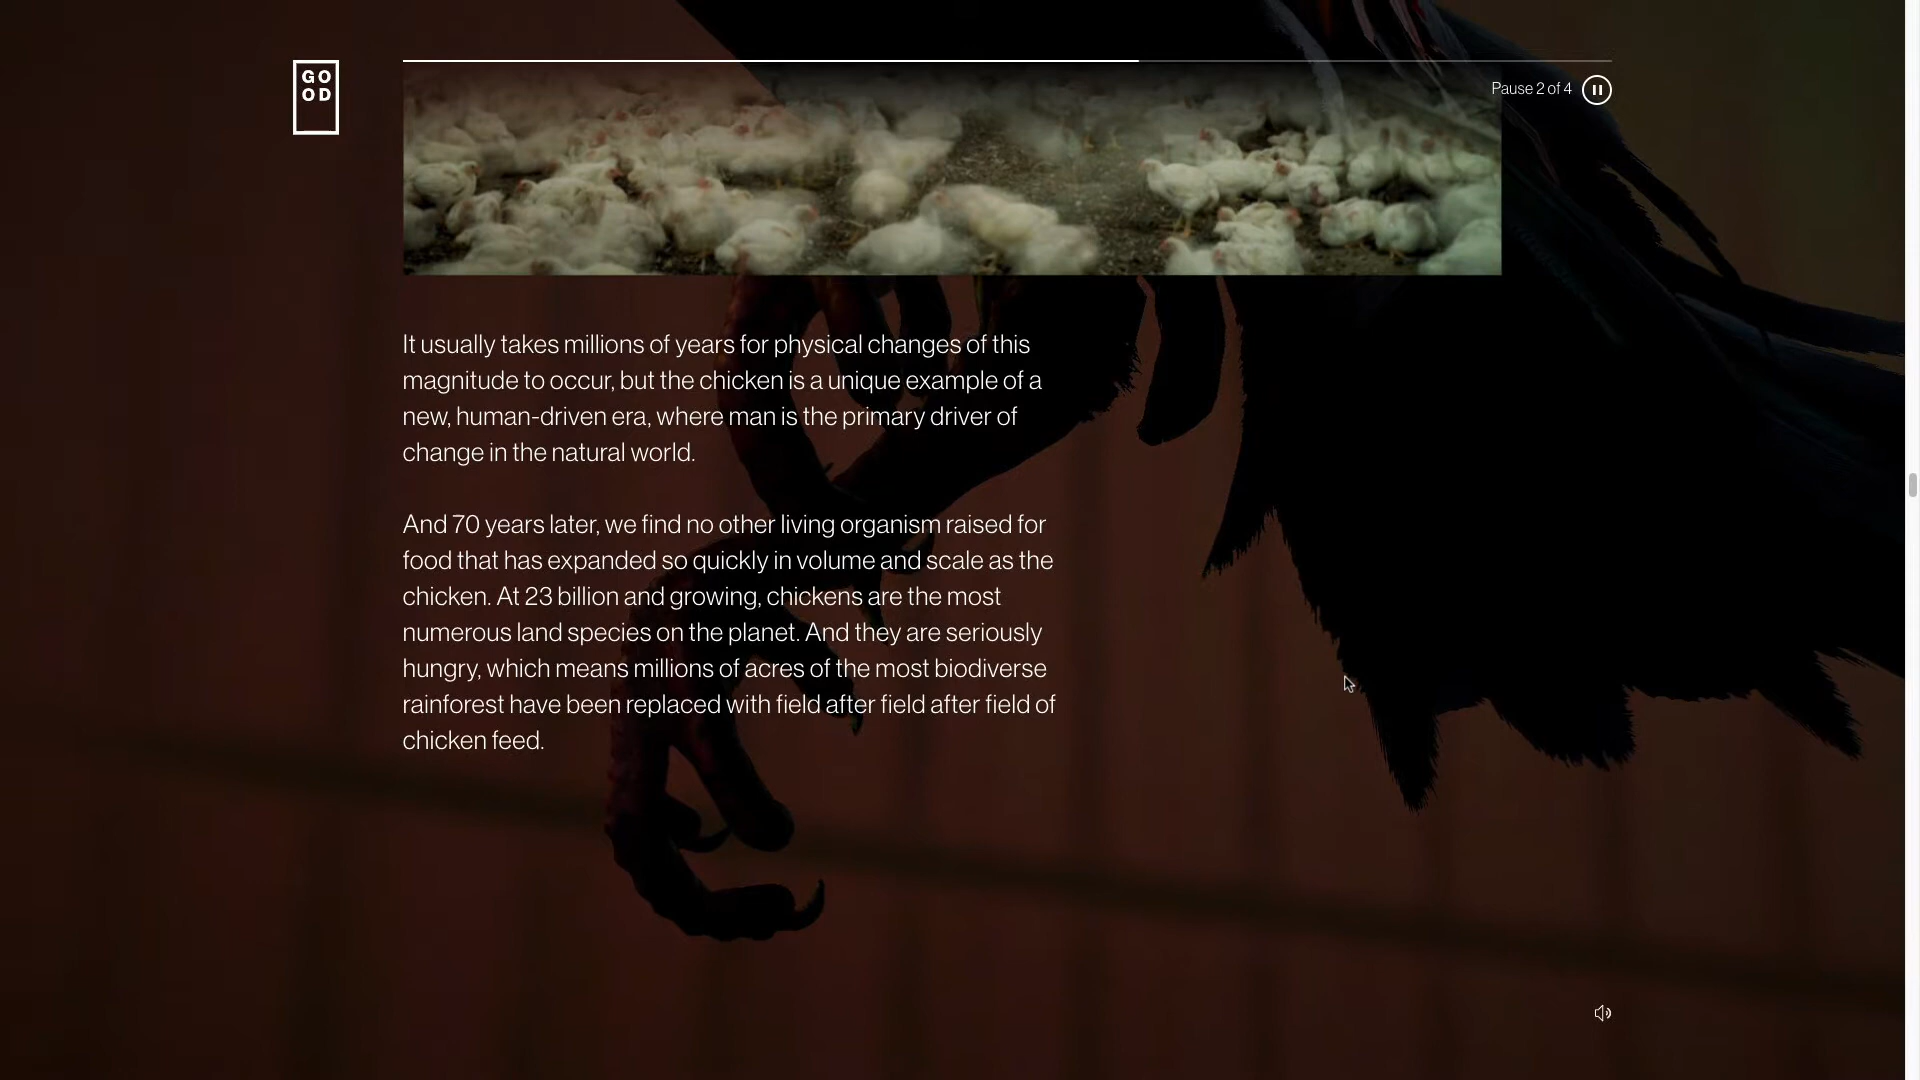 GO
OD
Pause 2 of 4
It usually takes millions of years for physical changes of this
magnitude to occur, but the chicken is a unique example of a
new, human-driven era, where man is the primary driver of
change in the natural world.
And 70 years later, we find no other living organism raised for
food that has expanded so quickly in volume and scale as the
chicken. At 23 billion and growing, chickens are the most
numerous land species on the planet. And they are seriously
hungry, which means millions of acres of the most biodiverse
rainforest have been replaced with field after field after field of
chicken feed.